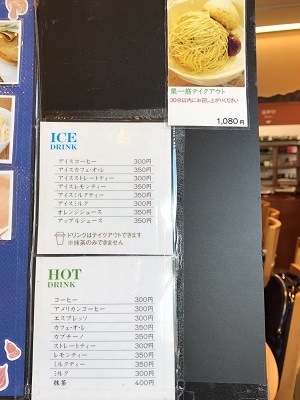 栗一筋テイクアウト
30分以内にお召し上がりください
1,080円
ICE
DRINK
アイスコーヒー 300円
アイスカフェ・オ・レ 350円
アイスストレートティー 300円
アイスレモンティー 350円
アイスミルクティー 350円
アイスミルク 300円
オレンジジュース 350円
アップルジュース 350円
ドリンクはテイクアウトできます
※抹茶のみできません
HOT
DRINK
コーヒー 300円
アメリカンコーヒー 300円
エスプレッソ 300円
カフェ・オ・レ 350円
カプチーノ 350円
ストレートティー 300円
レモンティー 350円
ミルクティー 350円
ミルク 300円
抹茶 400円